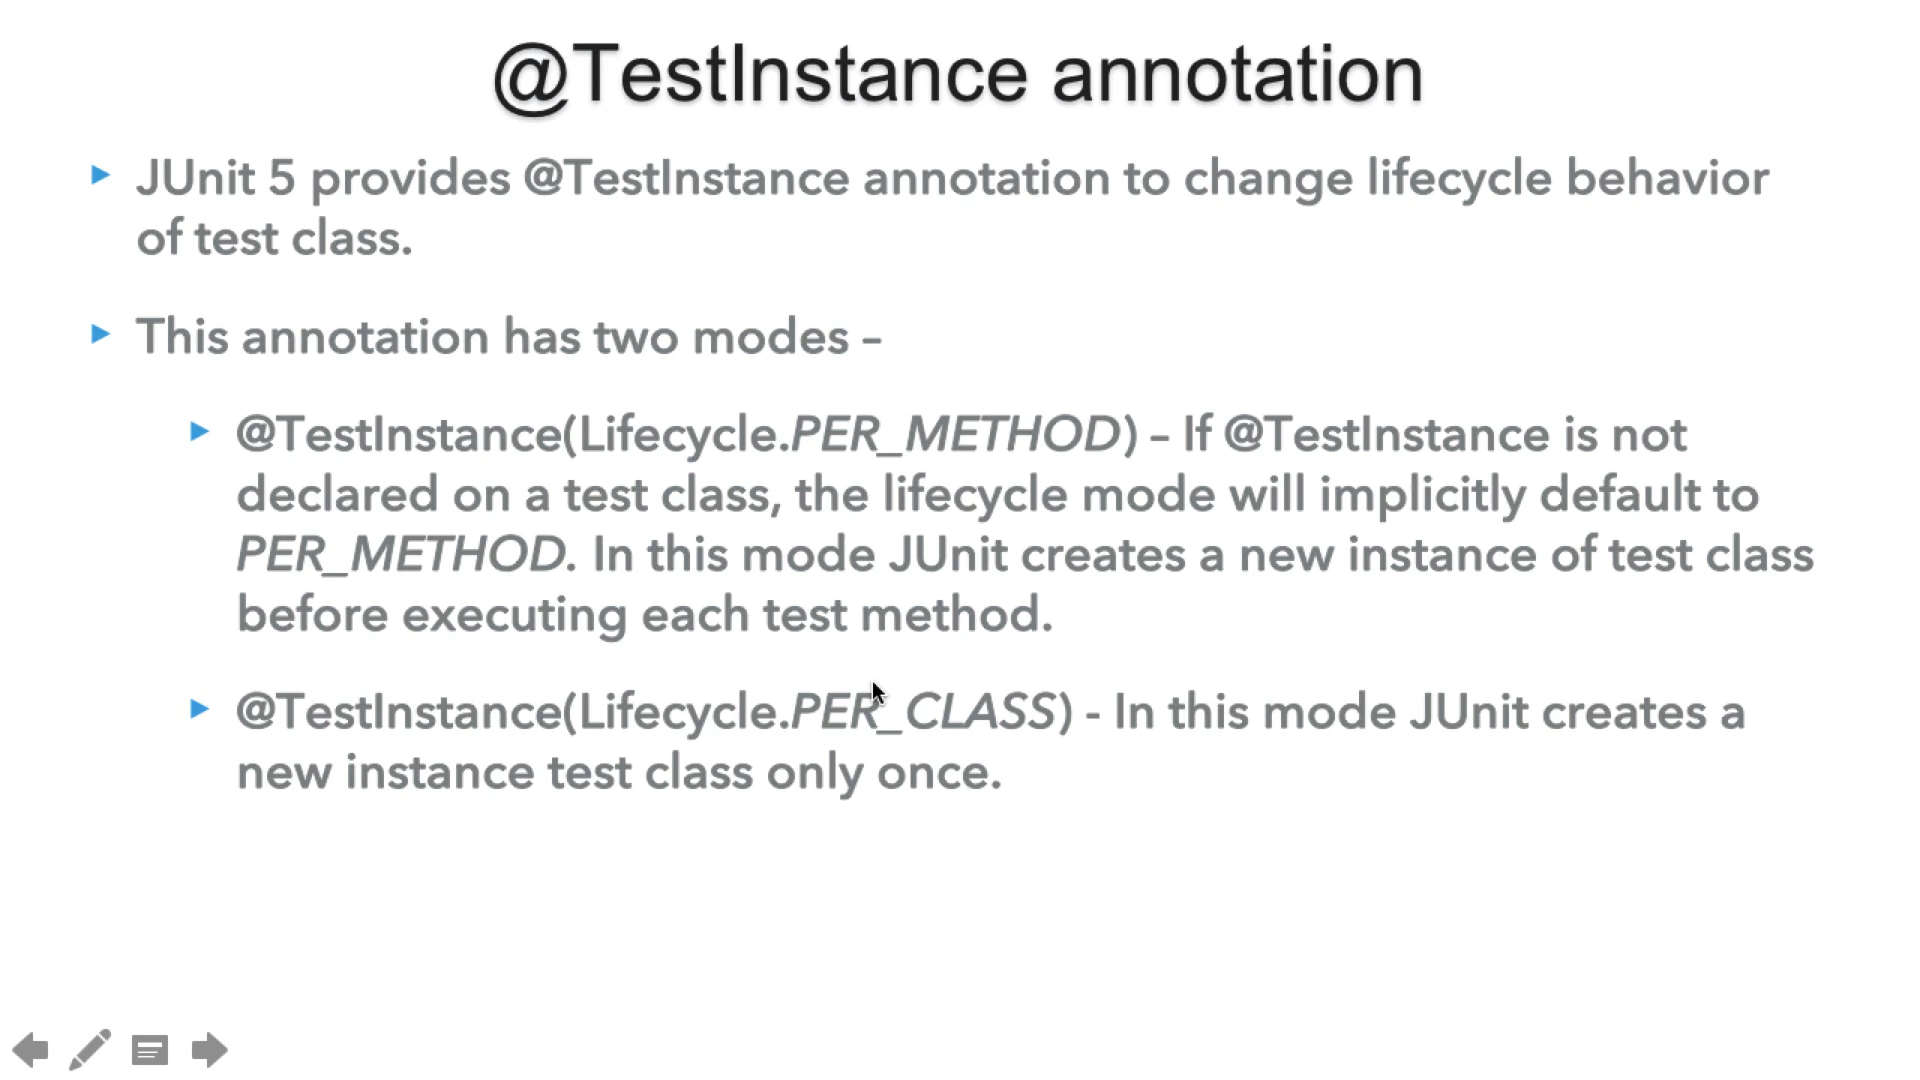 @TestInstance annotation
JUnit 5 provides @TestInstance annotation to change lifecycle behavior
of test class.
This annotation has two modes –
@TestInstance(Lifecycle.PER_METHOD) – If @TestInstance is not
declared on a test class, the lifecycle mode will implicitly default to
PER_METHOD. In this mode JUnit creates a new instance of test class
before executing each test method.
@TestInstance(Lifecycle.PER_CLASS) - In this mode JUnit creates a
new instance test class only once.